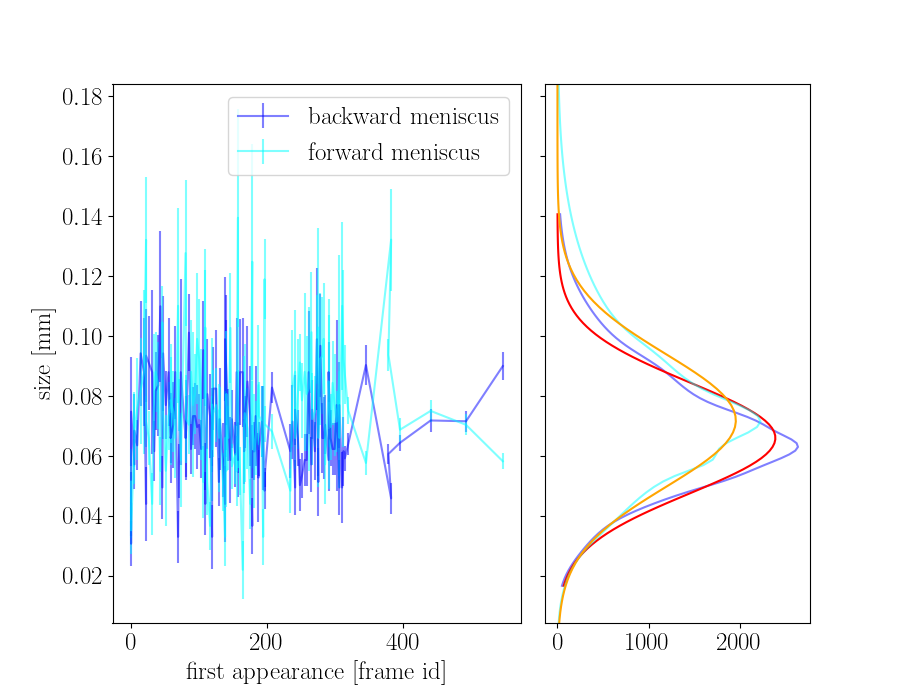 backward meniscus
forward meniscus
0.18
0.16
0.14
0.12
0.10
0.08
0.06
0.04
0.02
size [mm]
0 200 400
0 1000 2000
first appearance [frame id]